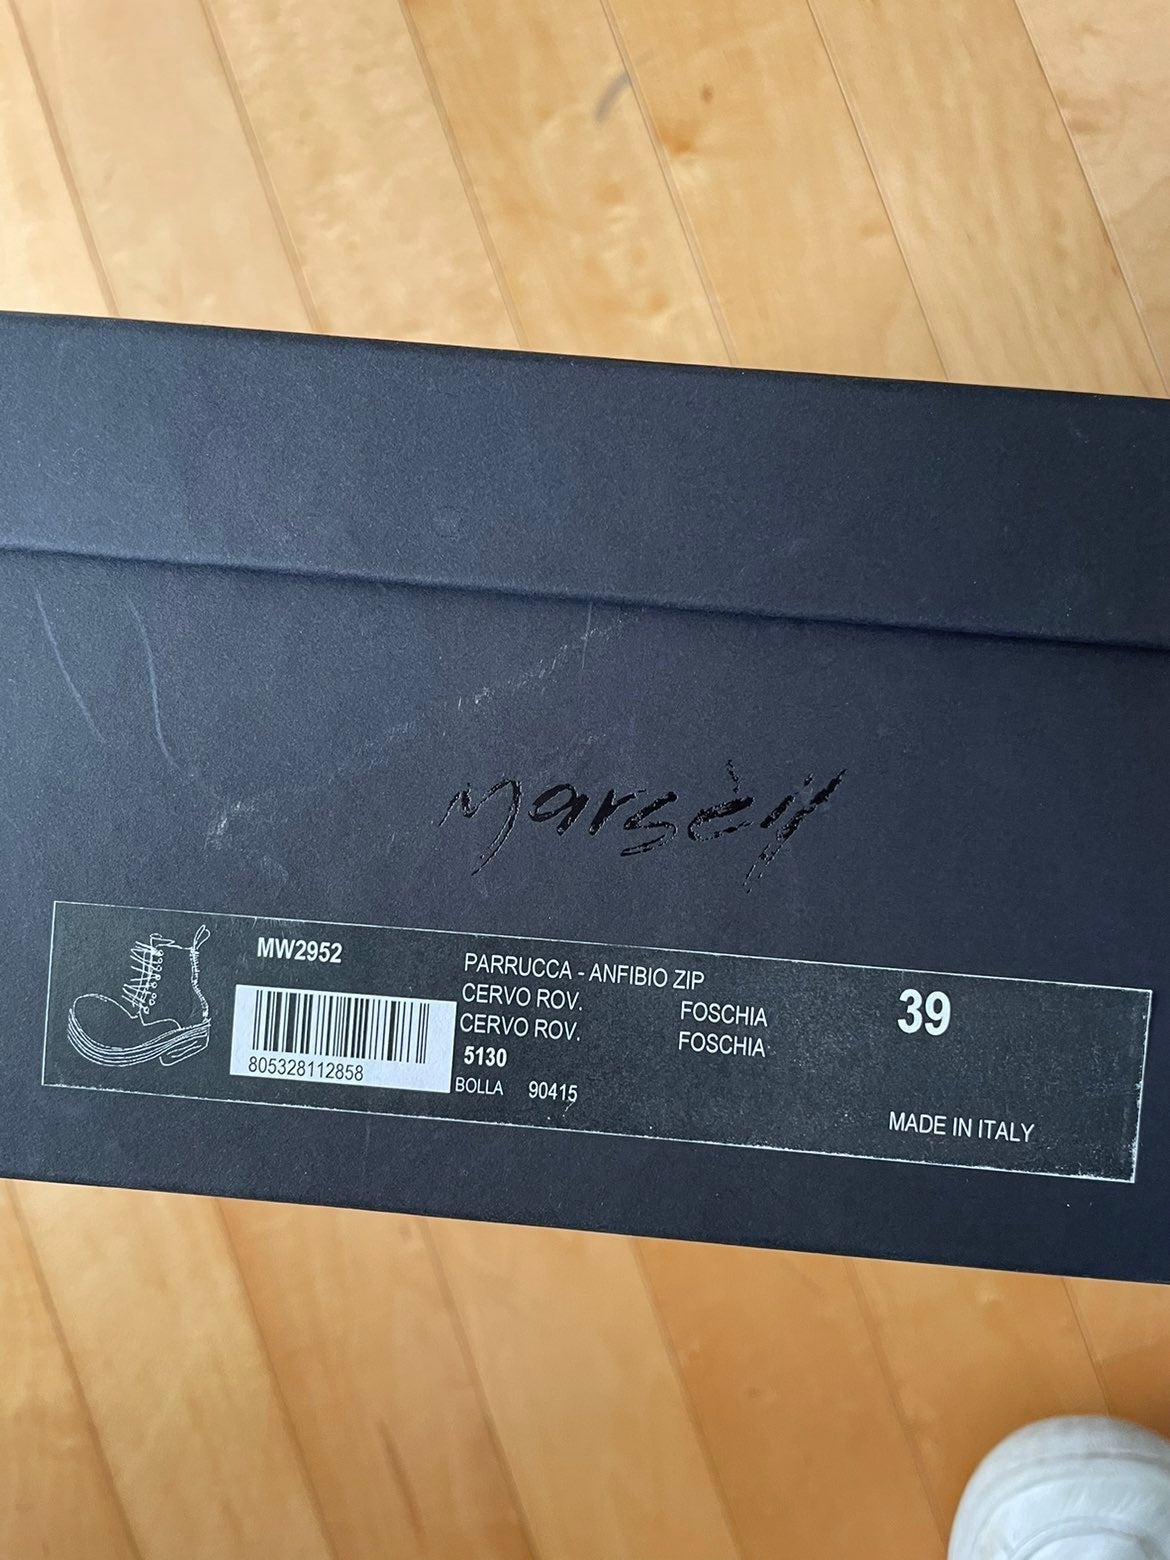 Marsèll
MW2952
805328112858
PARRUCCA - ANFIBIO ZIP
CERVO ROV. FOSCHIA
CERVO ROV. FOSCHIA
5130
BOLLA 90415
39
MADE IN ITALY